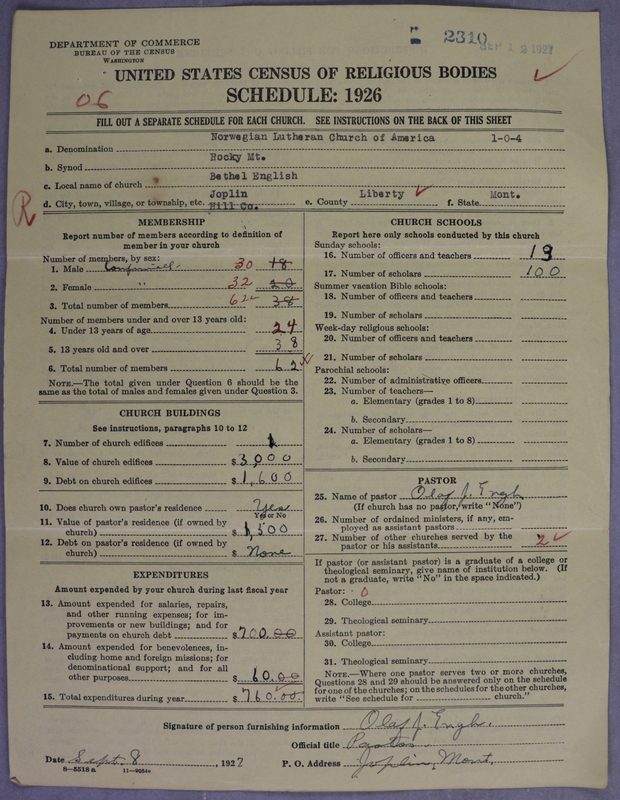 DEPARTMENT OF COMMERCE
BUREAU OF THE CENSUS
WASHINGTON
2310
SEP 12 1927
UNITED STATES CENSUS OF RELIGIOUS BODIES
SCHEDULE: 1926
06
FILL OUT A SEPARATE SCHEDULE FOR EACH CHURCH. SEE INSTRUCTIONS ON THE BACK OF THIS SHEET
a. Denomination Norwegian Lutheran Church of America 1-0-4
b. Synod Rocky Mt.
c. Local name of church Bethel English
d. City, town, village, or township, etc. Joplin Hill Co. e. County Liberty f. State Mont.
R
MEMBERSHIP
Report number of members according to definition of
member in your church
Number of members, by sex:
1. Male Confirmed 30 18
2. Female " 32 20
3. Total number of members 62 38
Number of members under and over 13 years old:
4. Under 13 years of age 24
5. 13 years old and over 38
6. Total number of members 62
NOTE.—The total given under Question 6 should be the
same as the total of males and females given under Question 3.
CHURCH BUILDINGS
See instructions, paragraphs 10 to 12
7. Number of church edifices 1
8. Value of church edifices $3,000
9. Debt on church edifices $1,600
10. Does church own pastor's residence Yes
Yes or No
11. Value of pastor's residence (if owned by
church) $1,500
12. Debt on pastor's residence (if owned by
church) $None
EXPENDITURES
Amount expended by church during last fiscal year
13. Amount expended for salaries, repairs,
and other running expenses; for im-
provements or new buildings; and for
payments on church debt $700.00
14. Amount expended for benevolences, in-
cluding home and foreign missions; for
denominational support; and for all
other purposes $60.00
15. Total expenditures during year $760.00
CHURCH SCHOOLS
Report here only schools conducted by this church
Sunday schools:
16. Number of officers and teachers 13
17. Number of scholars 100
Summer vacation Bible schools:
18. Number of officers and teachers
19. Number of scholars
Week-day religious schools:
20. Number of officers and teachers
21. Number of scholars
Parochial schools:
22. Number of administrative officers
23. Number of teachers—
a. Elementary (grades 1 to 8)
b. Secondary
24. Number of scholars—
a. Elementary (grades 1 to 8)
b. Secondary
PASTOR
25. Name of pastor Olaf J. Engh
(If church has no pastor, write "None")
26. Number of ordained ministers, if any, em-
ployed as assistant pastors
27. Number of other churches served by the
pastor or his assistants 2
If pastor (or assistant pastor) is a graduate of a college or
theological seminary, give name of institution below. (If
not a graduate, write "No" in the space indicated.)
Pastor: 0
28. College
29. Theological seminary
Assistant pastor:
30. College
31. Theological seminary
NOTE.—Where one pastor serves two or more churches,
Questions 28 and 29 should be answered only on the schedule
for one of the churches; on the schedules for the other churches,
write "See schedule for church."
Signature of person furnishing information Olaf J. Engh.
Official title Pastor
Date Sept. 8, 1927 P. O. Address Joplin, Mont.
8—5518a 11—9054